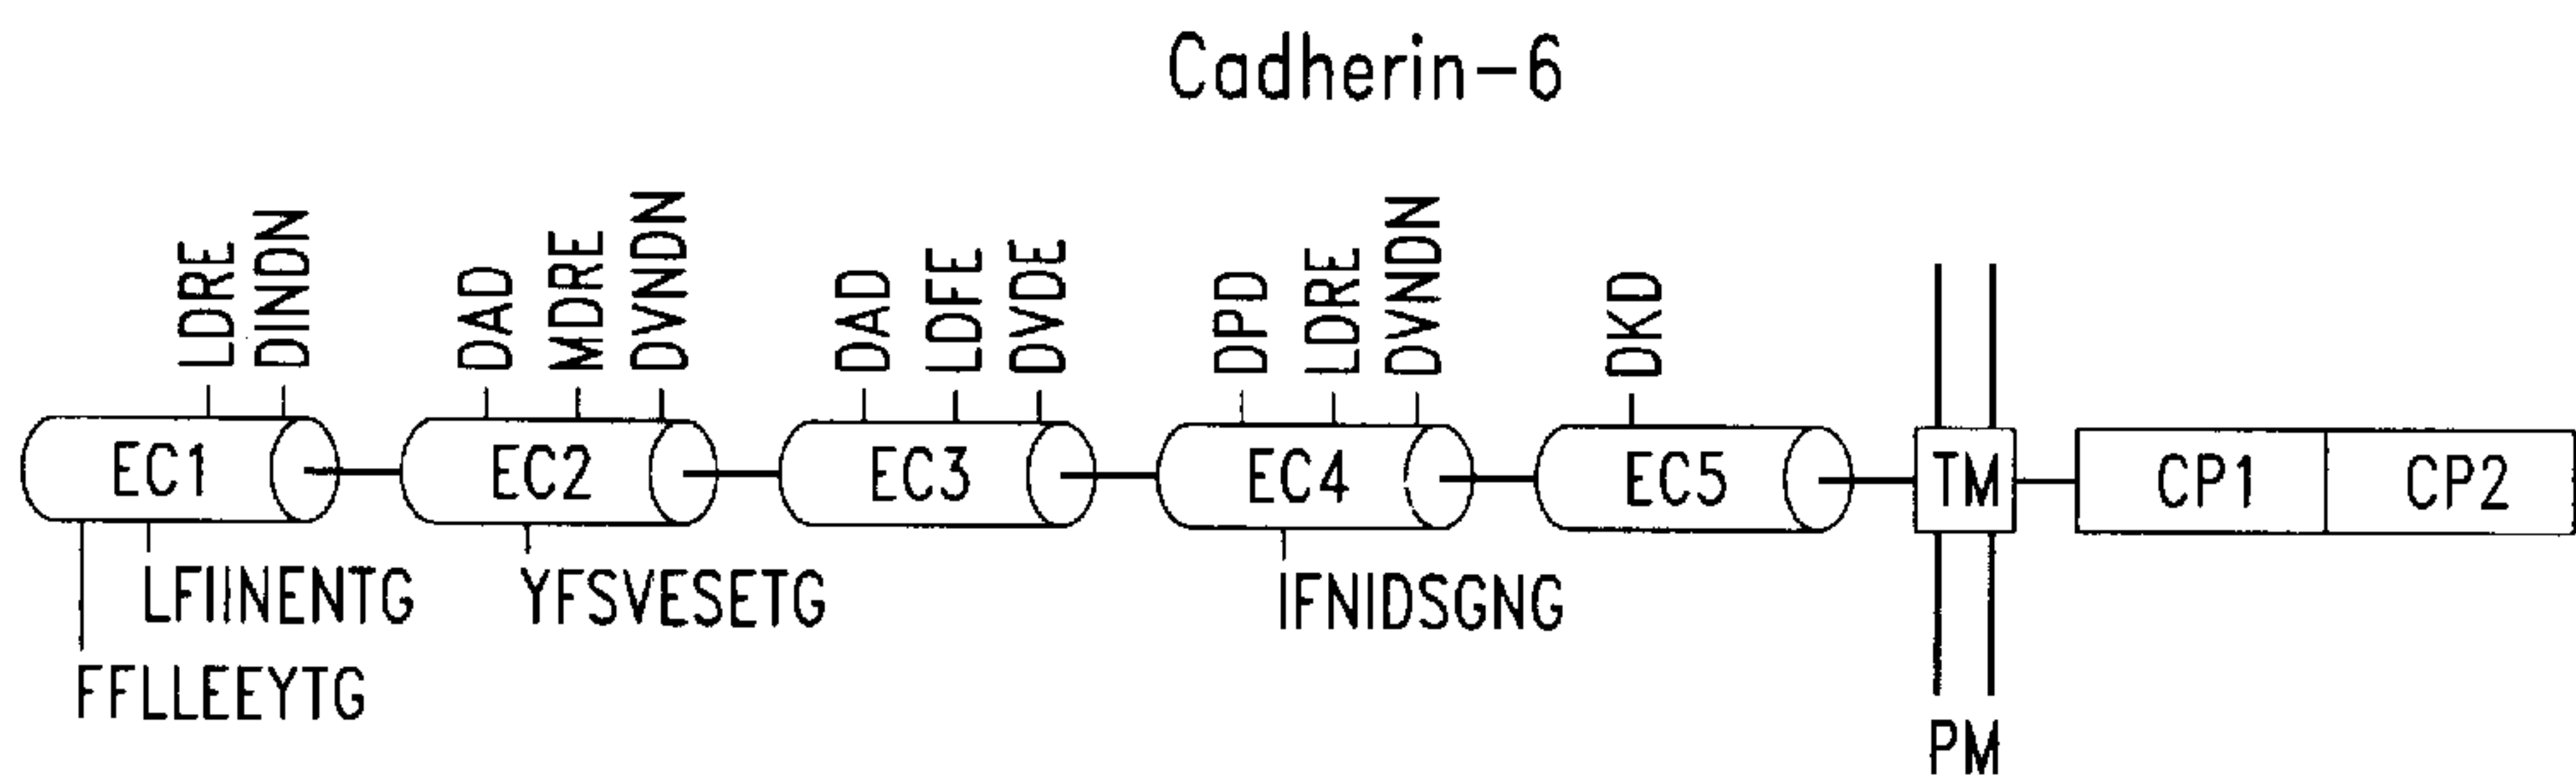 Cadherin-6
LDRE
DINDN
DAD
MDRE
DVNDN
DAD
LDFE
DVDE
DPD
LDRE
DVNDN
DKD
EC1
EC2
EC3
EC4
EC5
TM
CP1
CP2
LFIINENTG
YFSVESETG
IFNIDSGNG
FFLLEEYTG
PM